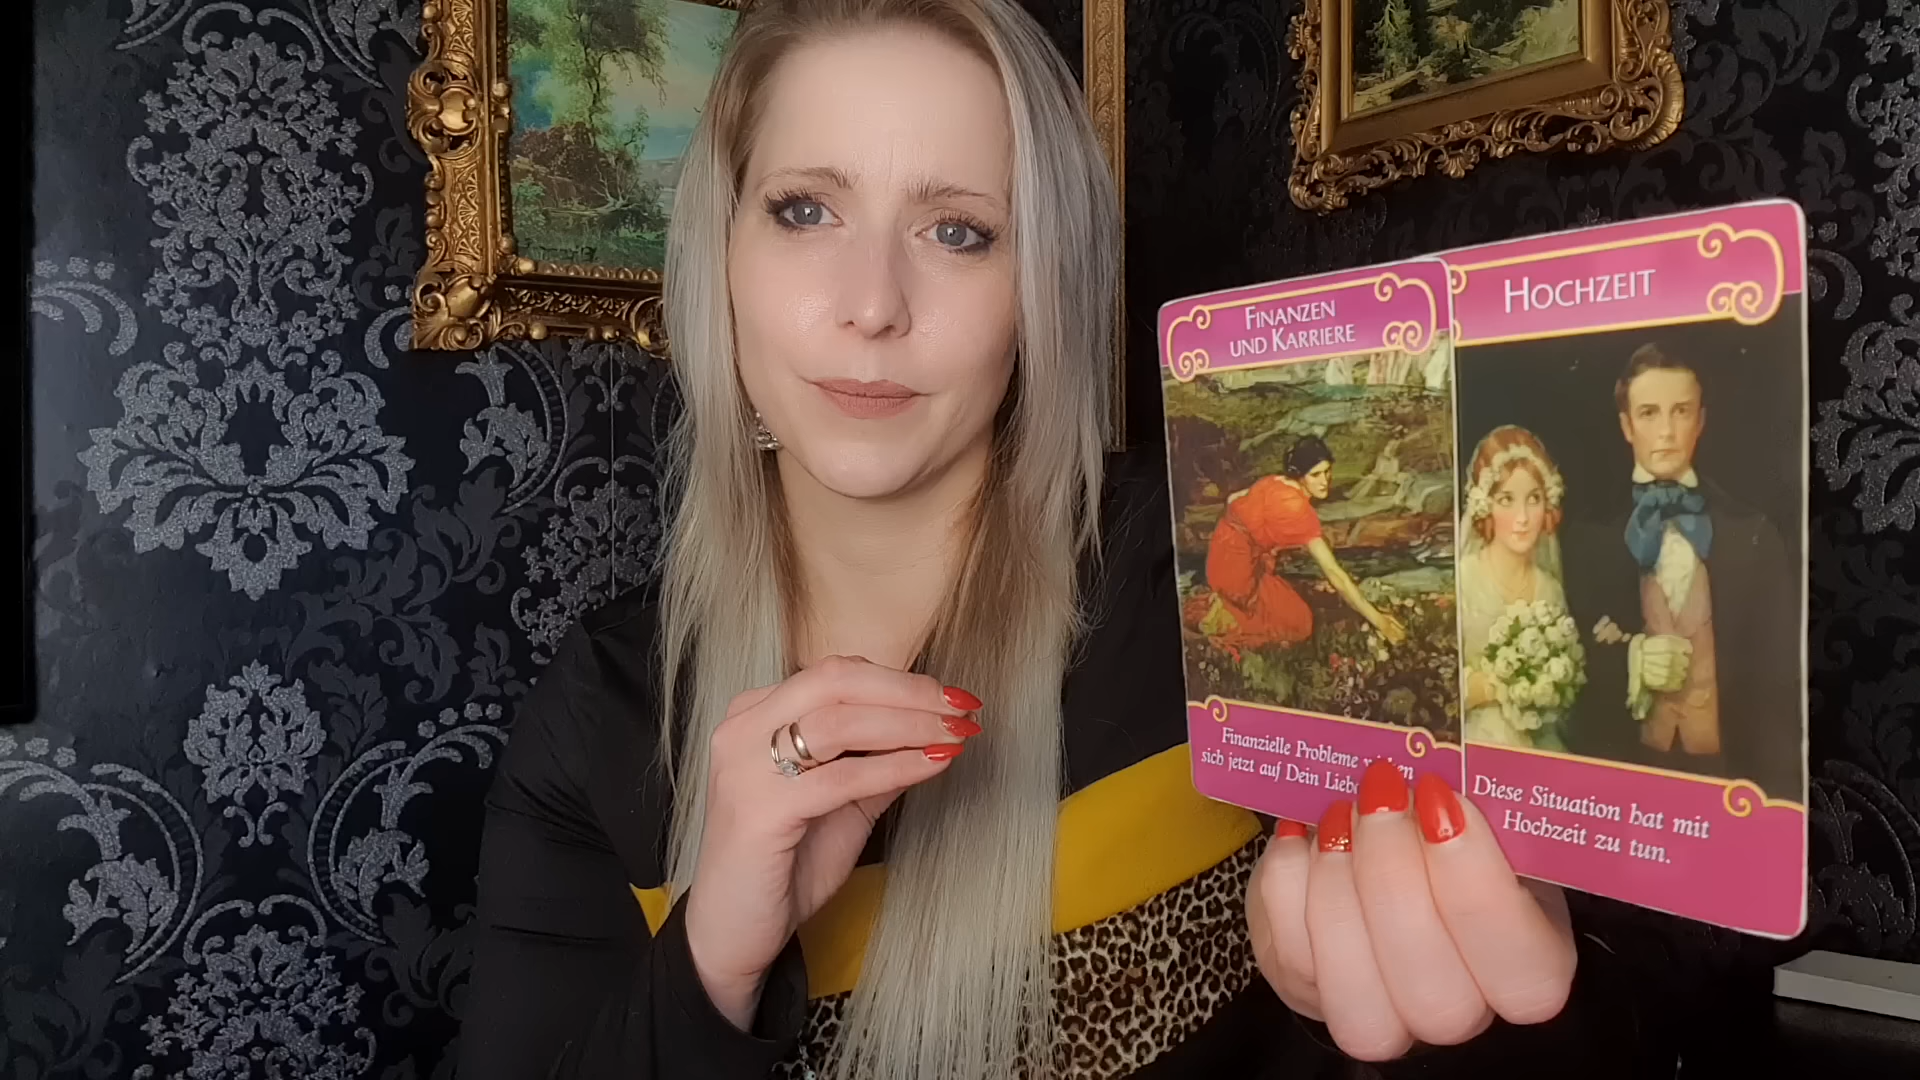 FINANZEN
UND KARRIERE
Finanzielle Probleme
sich jetzt auf Dein
HOCHZEIT
Diese Situation hat mit
Hochzeit zu tun.